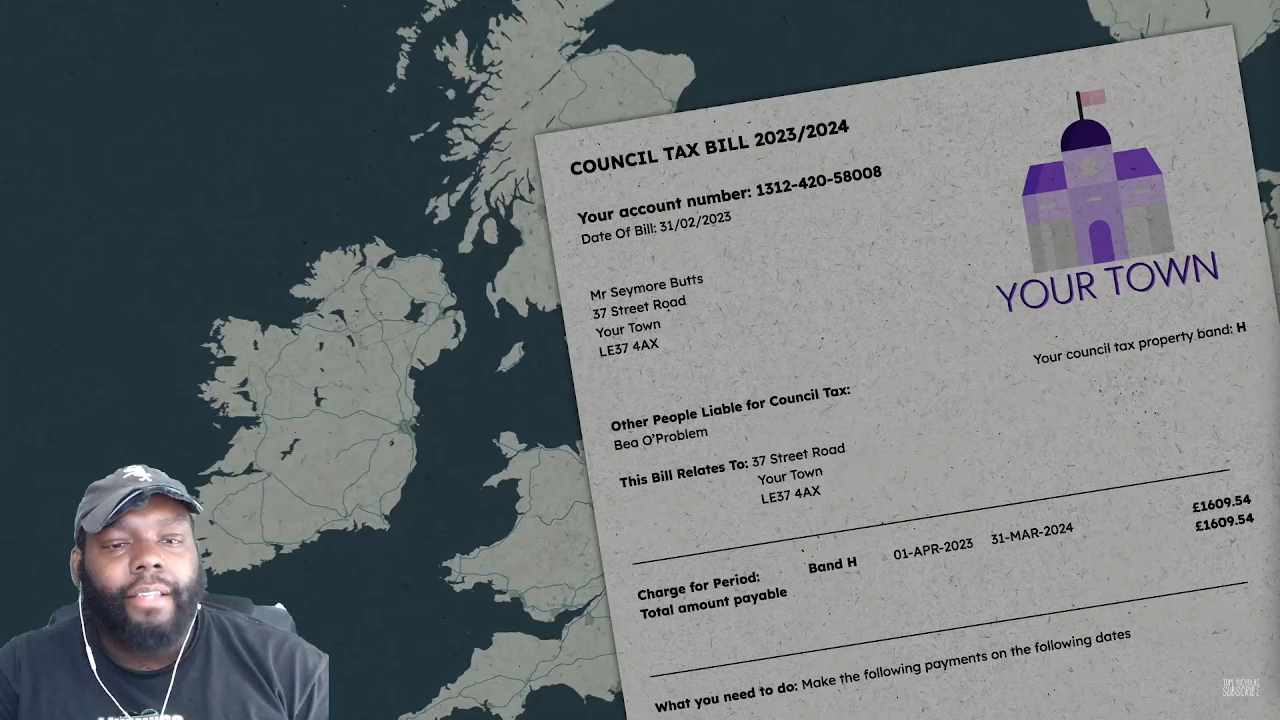 COUNCIL TAX BILL 2023/2024
Your account number: 1312-420-58008
Date Of Bill: 31/02/2023
Mr Seymore Butts
37 Street Road
Your Town
LE37 4AX
YOUR TOWN
Your council tax property band: H
Other People Liable for Council Tax:
Bea O'Problem
This Bill Relates To: 37 Street Road
Your Town
LE37 4AX
Charge for Period: Band H 01-APR-2023 31-MAR-2024 £1609.54
Total amount payable £1609.54
What you need to do: Make the following payments on the following dates
TOM NICHOLAS
SUBSCRIBE